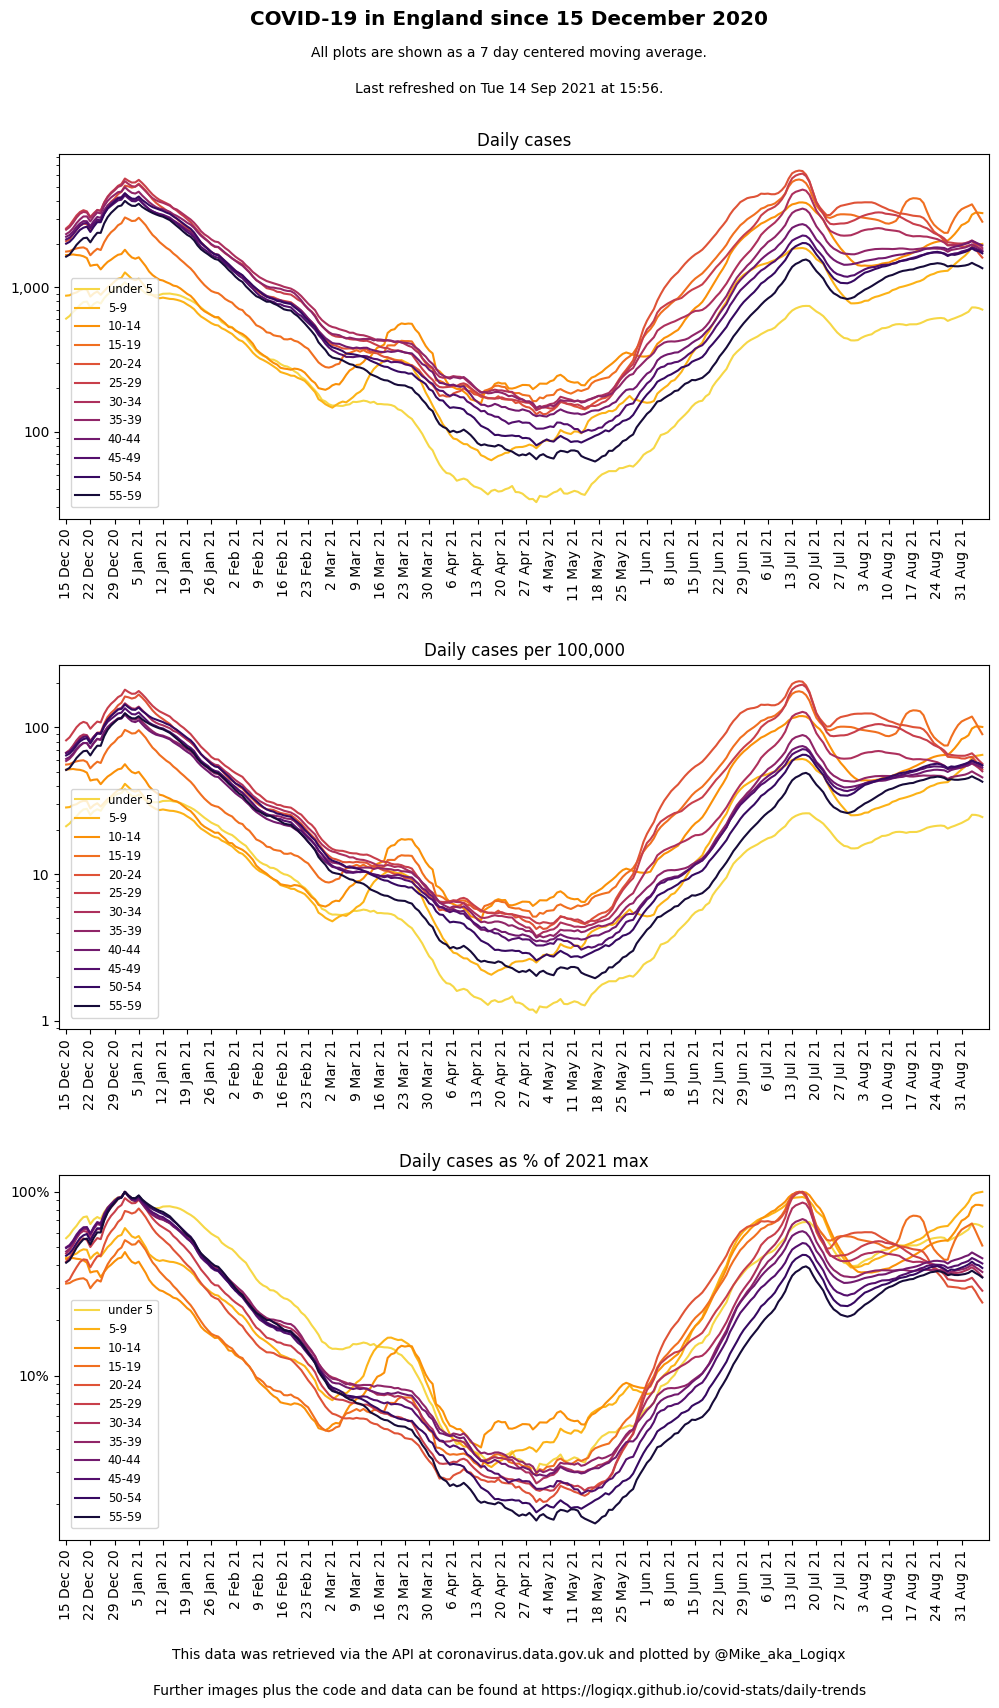 COVID-19 in England since 15 December 2020
All plots are shown as a 7 day centered moving average.
Last refreshed on Tue 14 Sep 2021 at 15:56.
Daily cases
1,000
100
under 5
5-9
10-14
15-19
20-24
25-29
30-34
35-39
40-44
45-49
50-54
55-59
15 Dec 20
22 Dec 20
29 Dec 20
5 Jan 21
12 Jan 21
19 Jan 21
26 Jan 21
2 Feb 21
9 Feb 21
16 Feb 21
23 Feb 21
2 Mar 21
9 Mar 21
16 Mar 21
23 Mar 21
30 Mar 21
6 Apr 21
13 Apr 21
20 Apr 21
27 Apr 21
4 May 21
11 May 21
18 May 21
25 May 21
1 Jun 21
8 Jun 21
15 Jun 21
22 Jun 21
29 Jun 21
6 Jul 21
13 Jul 21
20 Jul 21
27 Jul 21
3 Aug 21
10 Aug 21
17 Aug 21
24 Aug 21
31 Aug 21
Daily cases per 100,000
100
10
1
under 5
5-9
10-14
15-19
20-24
25-29
30-34
35-39
40-44
45-49
50-54
55-59
15 Dec 20
22 Dec 20
29 Dec 20
5 Jan 21
12 Jan 21
19 Jan 21
26 Jan 21
2 Feb 21
9 Feb 21
16 Feb 21
23 Feb 21
2 Mar 21
9 Mar 21
16 Mar 21
23 Mar 21
30 Mar 21
6 Apr 21
13 Apr 21
20 Apr 21
27 Apr 21
4 May 21
11 May 21
18 May 21
25 May 21
1 Jun 21
8 Jun 21
15 Jun 21
22 Jun 21
29 Jun 21
6 Jul 21
13 Jul 21
20 Jul 21
27 Jul 21
3 Aug 21
10 Aug 21
17 Aug 21
24 Aug 21
31 Aug 21
Daily cases as % of 2021 max
100%
10%
under 5
5-9
10-14
15-19
20-24
25-29
30-34
35-39
40-44
45-49
50-54
55-59
15 Dec 20
22 Dec 20
29 Dec 20
5 Jan 21
12 Jan 21
19 Jan 21
26 Jan 21
2 Feb 21
9 Feb 21
16 Feb 21
23 Feb 21
2 Mar 21
9 Mar 21
16 Mar 21
23 Mar 21
30 Mar 21
6 Apr 21
13 Apr 21
20 Apr 21
27 Apr 21
4 May 21
11 May 21
18 May 21
25 May 21
1 Jun 21
8 Jun 21
15 Jun 21
22 Jun 21
29 Jun 21
6 Jul 21
13 Jul 21
20 Jul 21
27 Jul 21
3 Aug 21
10 Aug 21
17 Aug 21
24 Aug 21
31 Aug 21
This data was retrieved via the API at coronavirus.data.gov.uk and plotted by @Mike_aka_Logiqx
Further images plus the code and data can be found at https://logiqx.github.io/covid-stats/daily-trends